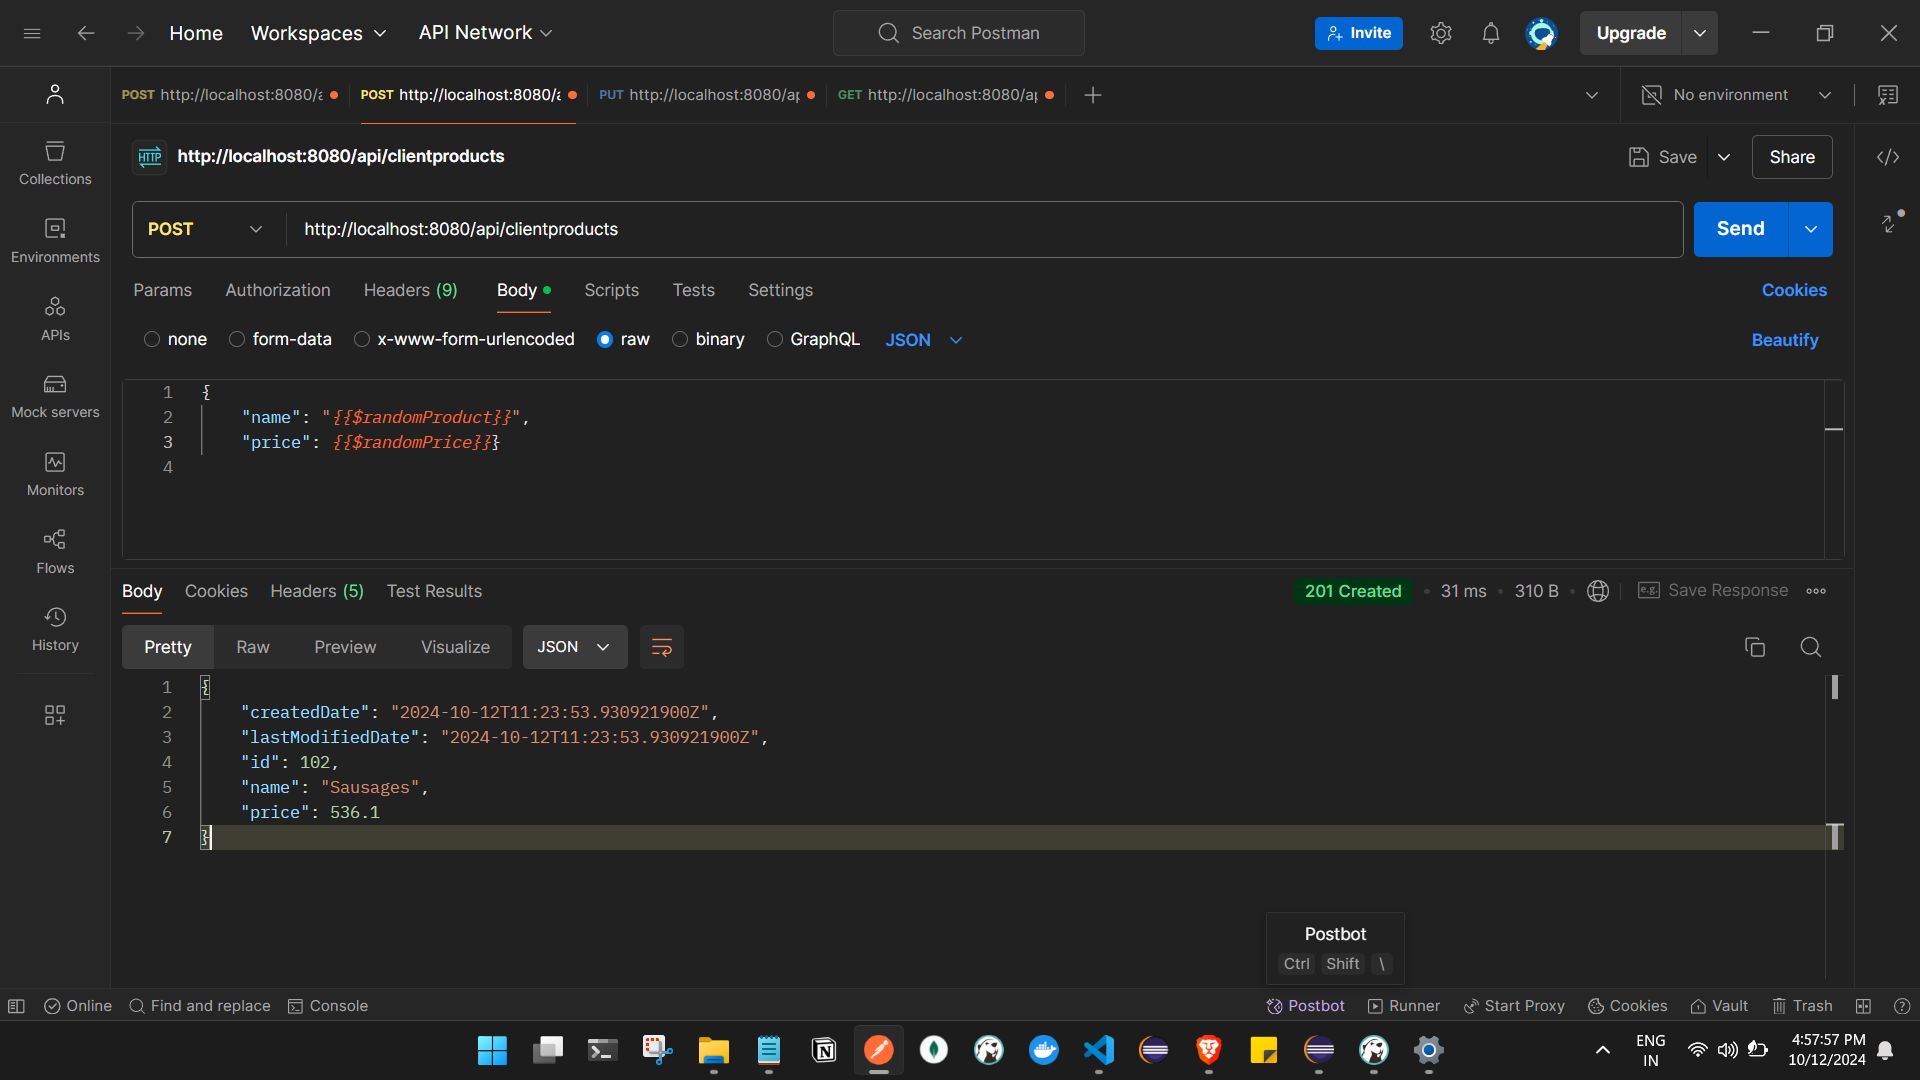 Home Workspaces API Network Search Postman Invite Upgrade
POST http://localhost:8080/a POST http://localhost:8080/a PUT http://localhost:8080/ap GET http://localhost:8080/ap No environment
HTTP http://localhost:8080/api/clientproducts Save Share
Collections
POST http://localhost:8080/api/clientproducts Send
Environments
Params Authorization Headers (9) Body Scripts Tests Settings Cookies
APIs
none form-data x-www-form-urlencoded raw binary GraphQL JSON Beautify
Mock servers
1 {
2 "name": "{{$randomProduct}}",
3 "price": {{$randomPrice}}}
4
Monitors
Flows
Body Cookies Headers (5) Test Results 201 Created • 31 ms • 310 B • e.g. Save Response
History
Pretty Raw Preview Visualize JSON
1 {
2 "createdDate": "2024-10-12T11:23:53.930921900Z",
3 "lastModifiedDate": "2024-10-12T11:23:53.930921900Z",
4 "id": 102,
5 "name": "Sausages",
6 "price": 536.1
7 }
Postbot
Ctrl Shift \
Online Find and replace Console Postbot Runner Start Proxy Cookies Vault Trash
ENG 4:57:57 PM
IN 10/12/2024